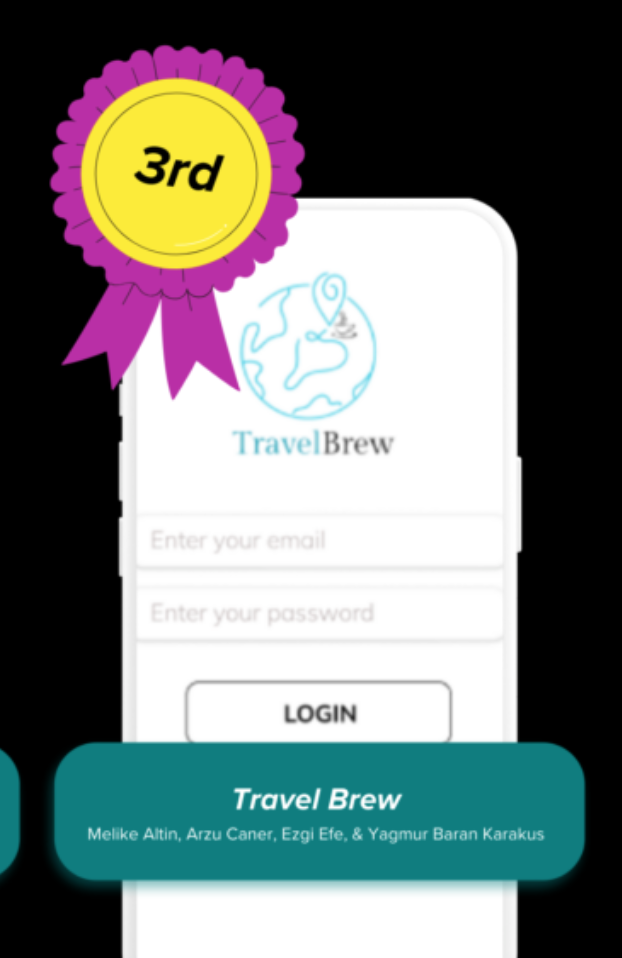 3rd
TravelBrew
Enter your email
Enter your password
LOGIN
Travel Brew
Melike Altin, Arzu Caner, Ezgi Efe, & Yagmur Baran Karakus